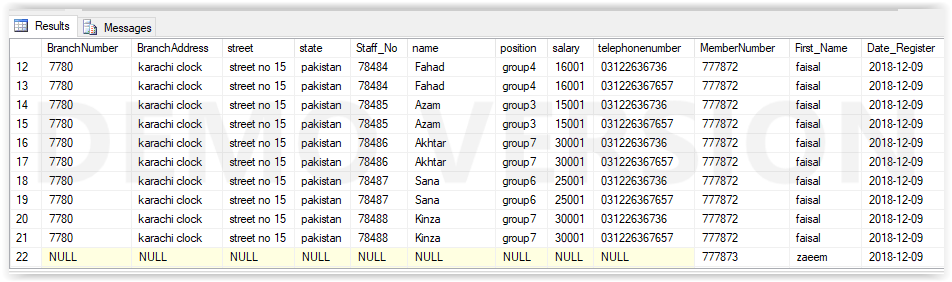 Results Messages
BranchNumber BranchAddress street state Staff_No name position salary telephonenumber MemberNumber First_Name Date_Register
12 7780 karachi clock street no 15 pakistan 78484 Fahad group4 16001 03122636736 777872 faisal 2018-12-09
13 7780 karachi clock street no 15 pakistan 78484 Fahad group4 16001 031226367657 777872 faisal 2018-12-09
14 7780 karachi clock street no 15 pakistan 78485 Azam group3 15001 03122636736 777872 faisal 2018-12-09
15 7780 karachi clock street no 15 pakistan 78485 Azam group3 15001 031226367657 777872 faisal 2018-12-09
16 7780 karachi clock street no 15 pakistan 78486 Akhtar group7 30001 03122636736 777872 faisal 2018-12-09
17 7780 karachi clock street no 15 pakistan 78486 Akhtar group7 30001 031226367657 777872 faisal 2018-12-09
18 7780 karachi clock street no 15 pakistan 78487 Sana group6 25001 03122636736 777872 faisal 2018-12-09
19 7780 karachi clock street no 15 pakistan 78487 Sana group6 25001 031226367657 777872 faisal 2018-12-09
20 7780 karachi clock street no 15 pakistan 78488 Kinza group7 30001 03122636736 777872 faisal 2018-12-09
21 7780 karachi clock street no 15 pakistan 78488 Kinza group7 30001 031226367657 777872 faisal 2018-12-09
22 NULL NULL NULL NULL NULL NULL NULL NULL NULL 777873 zaeem 2018-12-09
DEMO VERSION